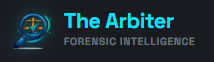 The Arbiter
FORENSIC INTELLIGENCE